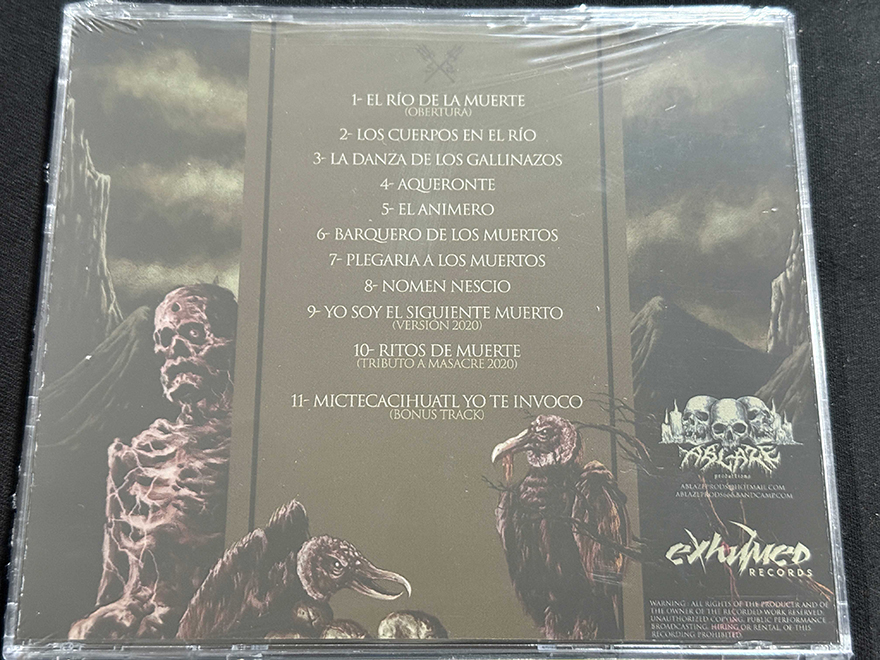 1- EL RÍO DE LA MUERTE
(OBERTURA)
2- LOS CUERPOS EN EL RÍO
3- LA DANZA DE LOS GALLINAZOS
4- AQUERONTE
5- EL ANIMERO
6- BARQUERO DE LOS MUERTOS
7- PLEGARIA A LOS MUERTOS
8- NOMEN NESCIO
9- YO SOY EL SIGUIENTE MUERTO
(VERSIÓN 2020)
10- RITOS DE MUERTE
(TRIBUTO A MASACRE 2020)
11- MICTECACIHUATL YO TE INVOCO
(BONUS TRACK)
ABLAZE
productions
EXHUMED
RECORDS
WARNING: ALL RIGHTS OF THE PRODUCER AND OF
THE OWNER OF THE RECORDED WORK RESERVED.
UNAUTHORIZED COPYING, PUBLIC PERFORMANCE
BROADCASTING, HIRING OR RENTAL OF THIS
RECORDING PROHIBITED